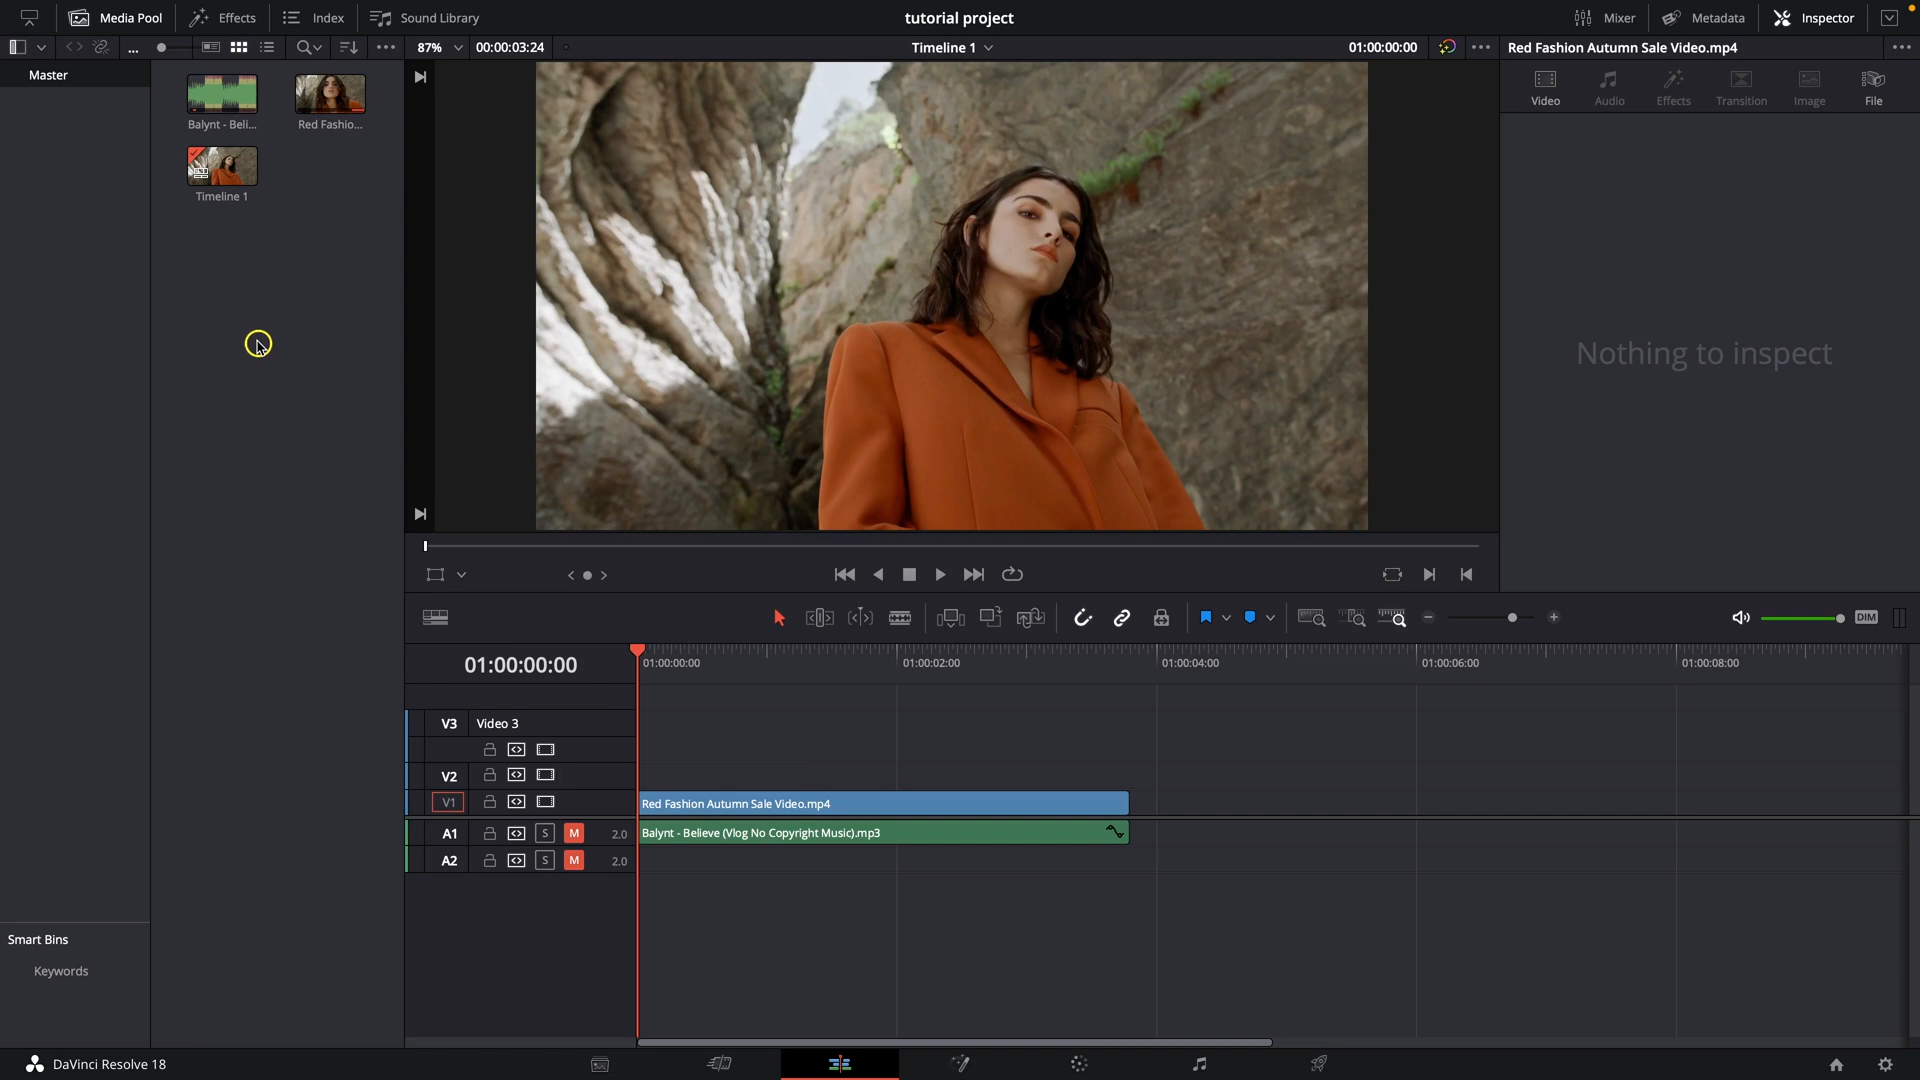 Media Pool
Effects
Index
Sound Library
tutorial project
Mixer
Metadata
Inspector
...
87%
00:00:03:24
Timeline 1
01:00:00:00
Red Fashion Autumn Sale Video.mp4
Master
Balynt - Beli...
Red Fashio...
Timeline 1
Video
Audio
Effects
Transition
Image
File
Nothing to inspect
DIM
01:00:00:00
01:00:00:00
01:00:02:00
01:00:04:00
01:00:06:00
01:00:08:00
V3
Video 3
V2
V1
Red Fashion Autumn Sale Video.mp4
A1
S
M
2.0
Balynt - Believe (Vlog No Copyright Music).mp3
A2
S
M
2.0
Smart Bins
Keywords
DaVinci Resolve 18